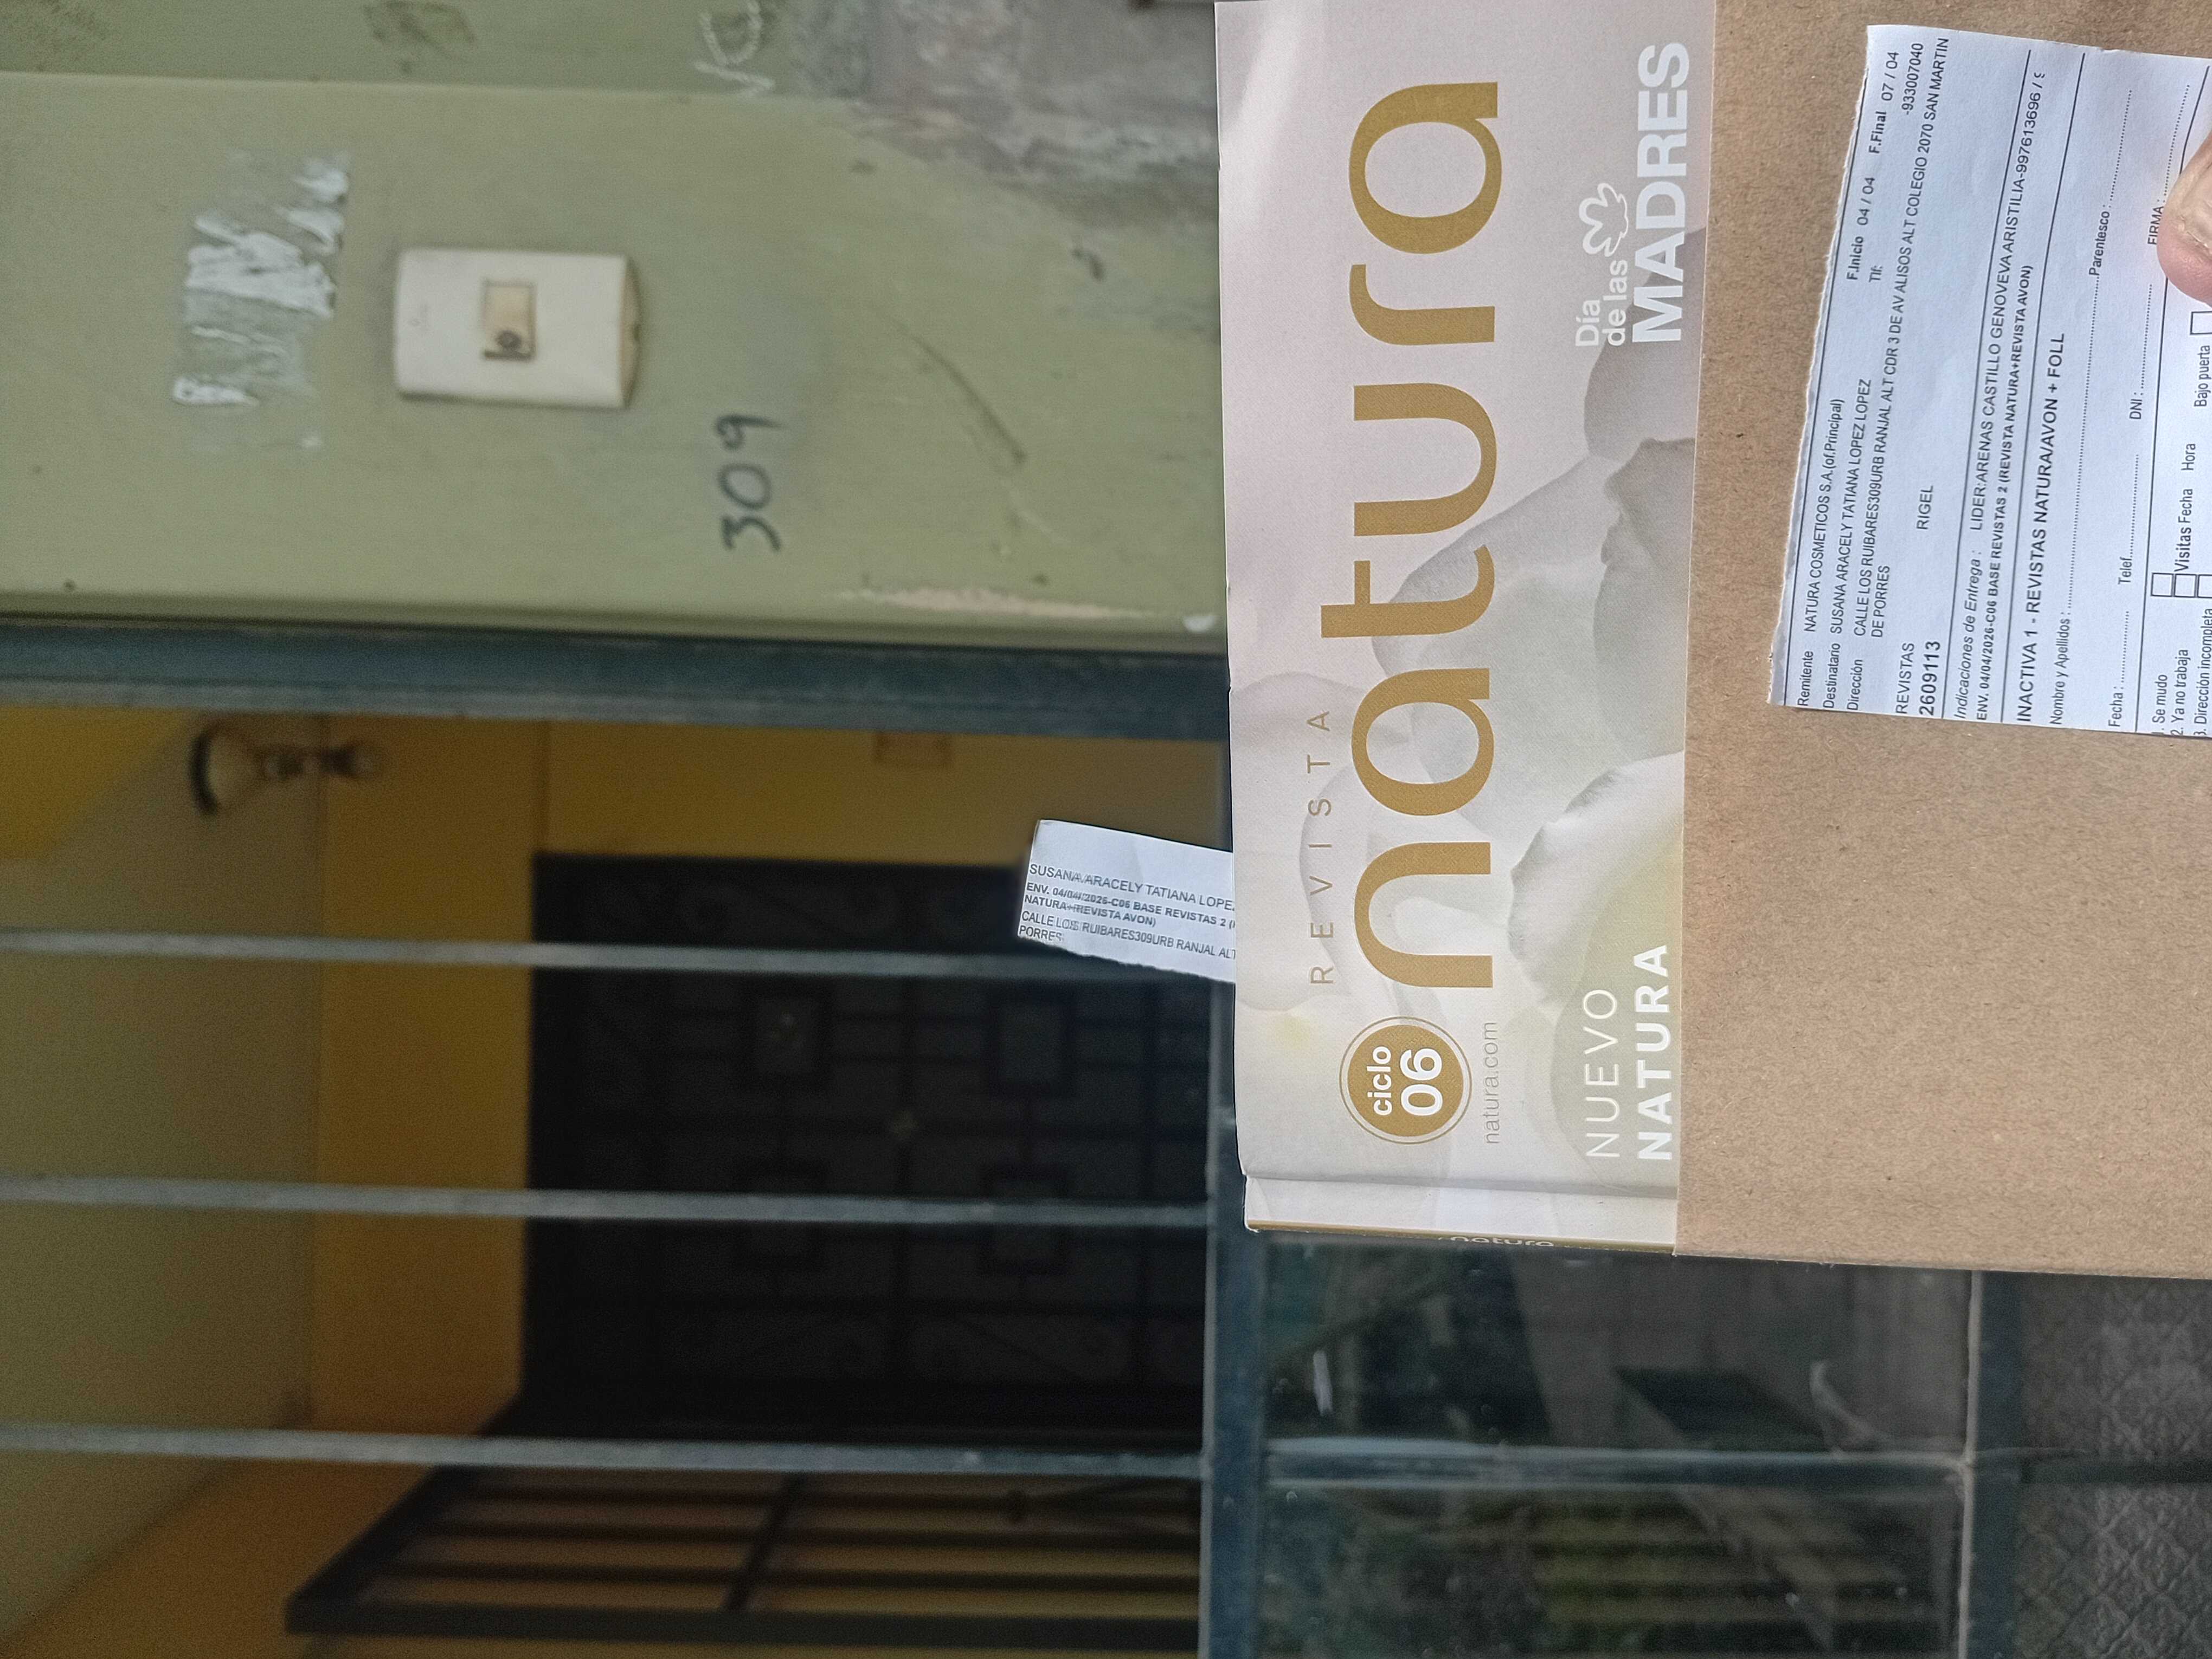 309
SUSANA ARACELY TATIANA LOPE
ENV. 04/04/2026-C06 BASE REVISTAS 2 (
NATURA+REVISTA AVON)
CALLE LOS RUIBARES309URB RANJAL ALT
PORRES
REVISTA
natura
ciclo
06
natura.com
Día
de las
MADRES
NUEVO
NATURA
natura
Remitente NATURA COSMETICOS S.A.(of.Principal) F.Inicio 04 / 04 F.Final 07 / 04
Destinatario SUSANA ARACELY TATIANA LOPEZ LOPEZ Tlf: -933007040
Dirección CALLE LOS RUIBARES309URB RANJAL ALT CDR 3 DE AV ALISOS ALT COLEGIO 2070 SAN MARTIN
DE PORRES
REVISTAS RIGEL
2609113
Indicaciones de Entrega : LIDER:ARENAS CASTILLO GENOVEVA ARISTILIA-997613696 /
ENV. 04/04/2026-C06 BASE REVISTAS 2 (REVISTA NATURA+REVISTA AVON)
INACTIVA 1 - REVISTAS NATURA/AVON + FOLL
Nombre y Apellidos : Parentesco :
Fecha : Telef. DNI : FIRMA :
1. Se mudo
2. Ya no trabaja Visitas Fecha Hora Bajo puerta
3. Dirección incompleta